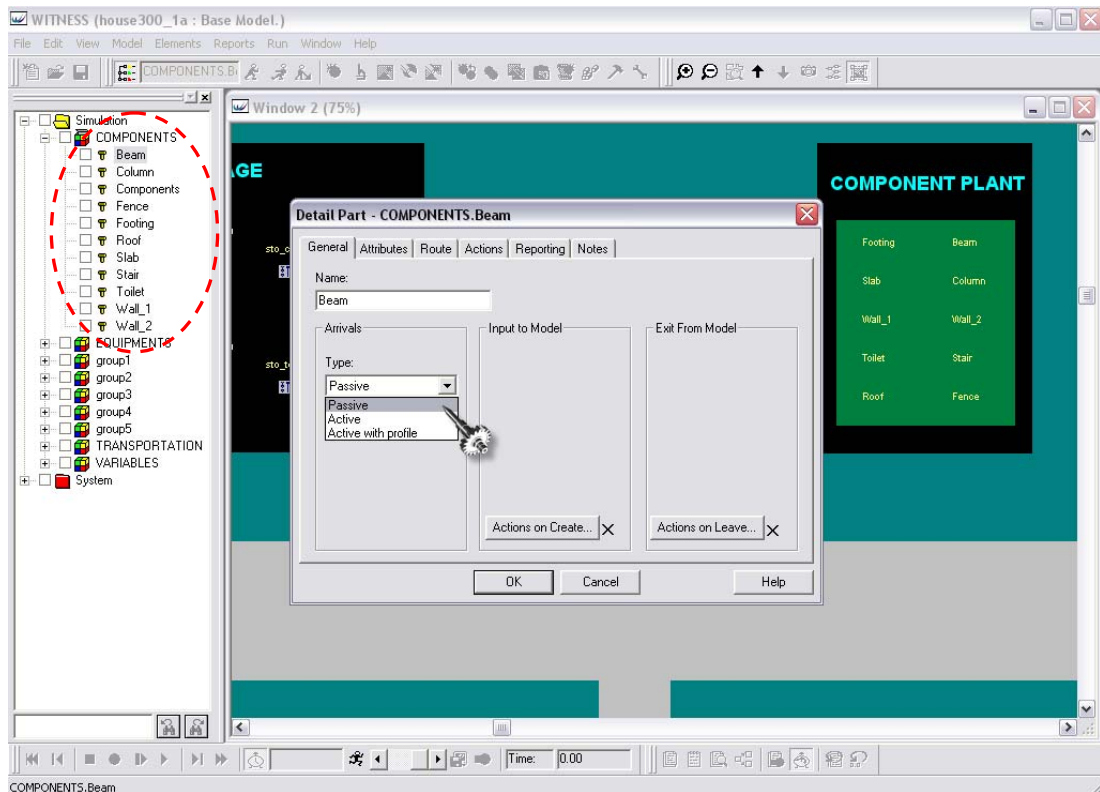 WITNESS (house300_1a : Base Model.)
File Edit View Model Elements Reports Run Window Help
COMPONENTS.B
Window 2 (75%)
Simulation
COMPONENTS
Beam
Column
Components
Fence
Footing
Roof
Slab
Stair
Toilet
Wall_1
Wall_2
EQUIPMENTS
group1
group2
group3
group4
group5
TRANSPORTATION
VARIABLES
System
AGE
sto_c
sto_t
COMPONENT PLANT
Footing Beam
Slab Column
Wall_1 Wall_2
Toilet Stair
Roof Fence
Detail Part - COMPONENTS.Beam
General Attributes Route Actions Reporting Notes
Name:
Beam
Arrivals
Type:
Passive
Passive
Active
Active with profile
Input to Model
Actions on Create...
Exit From Model
Actions on Leave...
OK Cancel Help
Time: 0.00
COMPONENTS.Beam